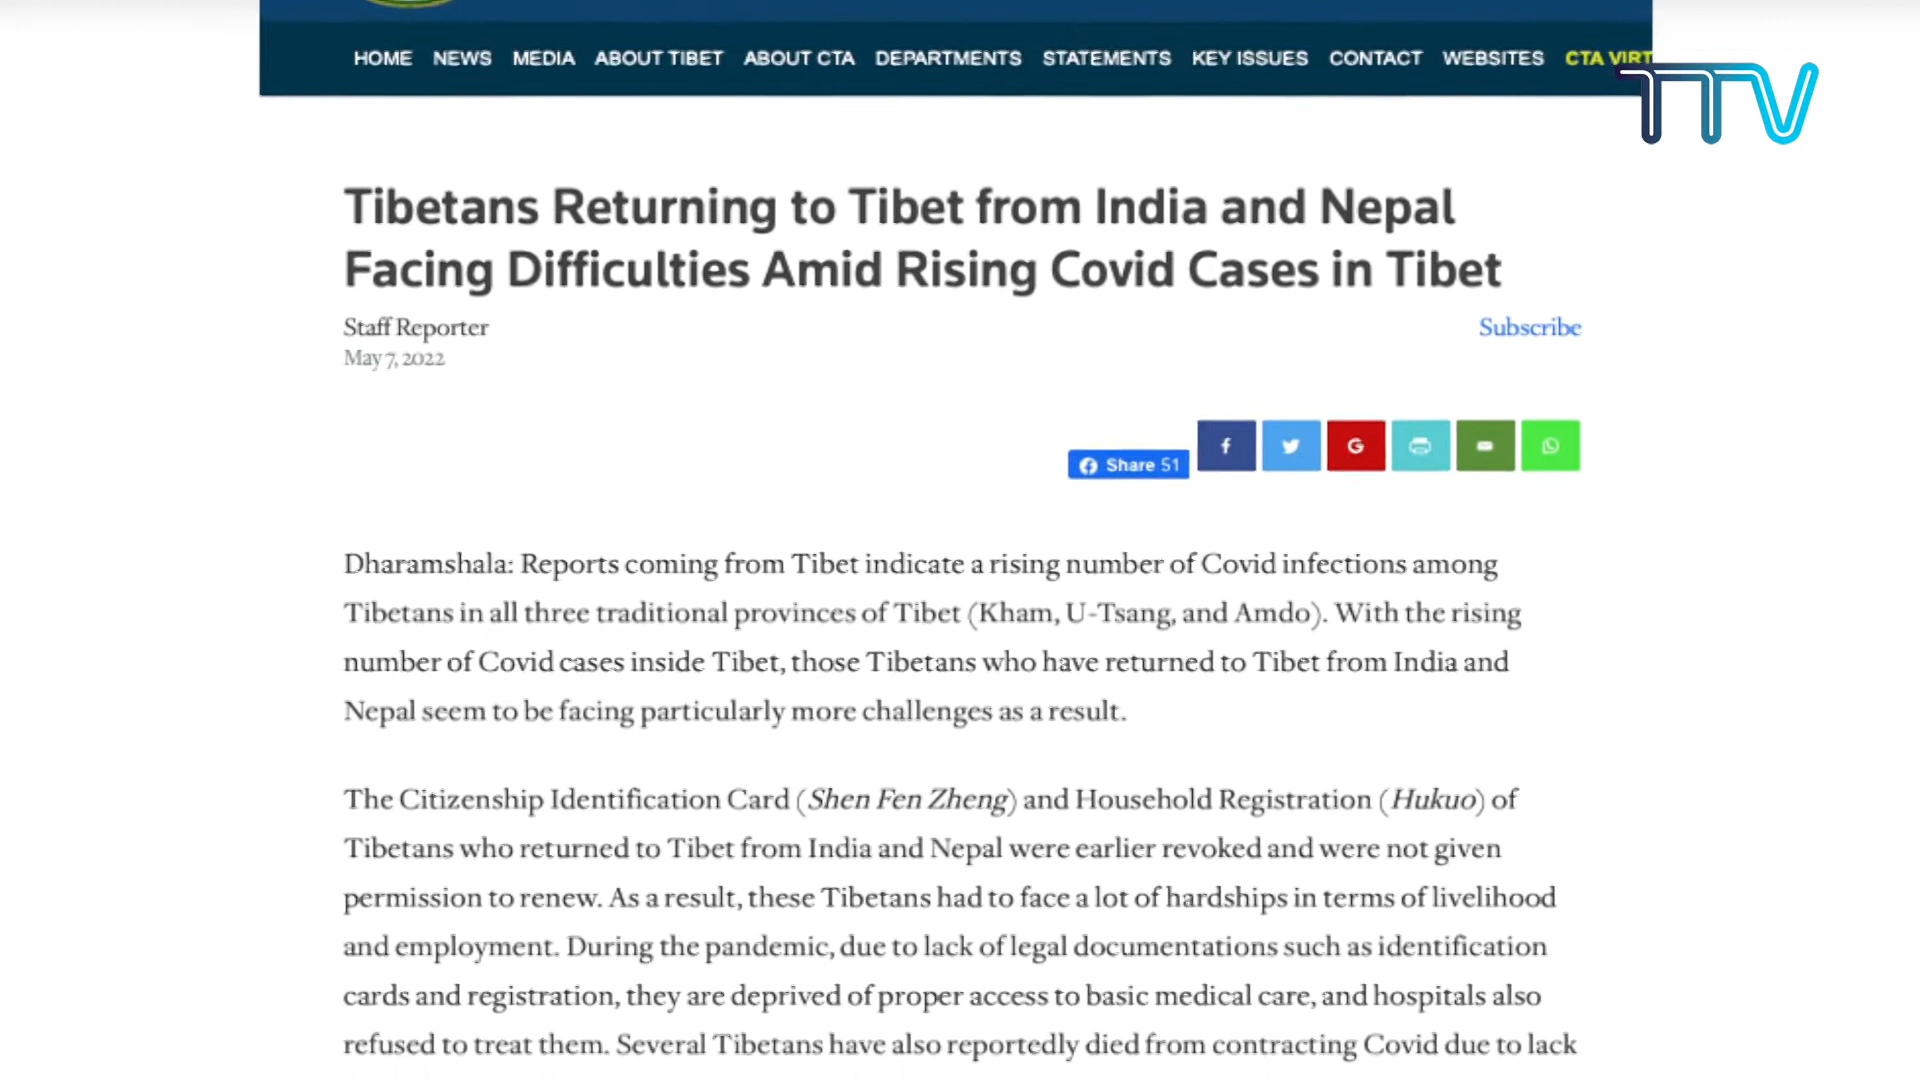 HOME NEWS MEDIA ABOUT TIBET ABOUT CTA DEPARTMENTS STATEMENTS KEY ISSUES CONTACT WEBSITES CTA VIRT
TTV
Tibetans Returning to Tibet from India and Nepal
Facing Difficulties Amid Rising Covid Cases in Tibet
Staff Reporter
Subscribe
May 7, 2022
Share 51
Dharamshala: Reports coming from Tibet indicate a rising number of Covid infections among
Tibetans in all three traditional provinces of Tibet (Kham, U-Tsang, and Amdo). With the rising
number of Covid cases inside Tibet, those Tibetans who have returned to Tibet from India and
Nepal seem to be facing particularly more challenges as a result.
The Citizenship Identification Card (Shen Fen Zheng) and Household Registration (Hukuo) of
Tibetans who returned to Tibet from India and Nepal were earlier revoked and were not given
permission to renew. As a result, these Tibetans had to face a lot of hardships in terms of livelihood
and employment. During the pandemic, due to lack of legal documentations such as identification
cards and registration, they are deprived of proper access to basic medical care, and hospitals also
refused to treat them. Several Tibetans have also reportedly died from contracting Covid due to lack